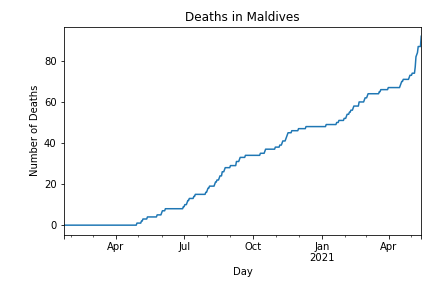 Deaths in Maldives
Number of Deaths
80
60
40
20
0
Apr
Jul
Oct
Jan
2021
Apr
Day